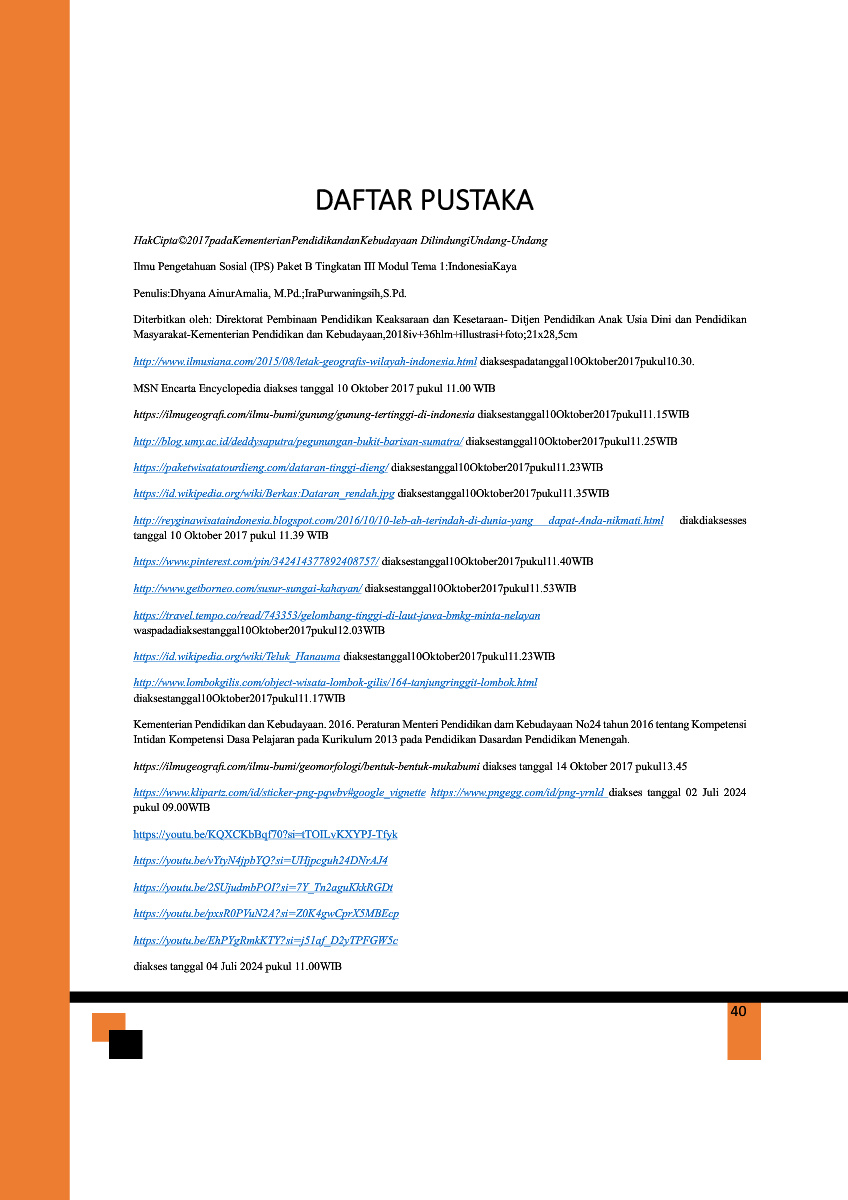 DAFTAR PUSTAKA
HakCipta©2017padaKementerianPendidikandanKebudayaan DilindungiUndang-Undang
Ilmu Pengetahuan Sosial (IPS) Paket B Tingkatan III Modul Tema 1:IndonesiaKaya
Penulis:Dhyana AinurAmalia, M.Pd.;IraPurwaningsih,S.Pd.
Diterbitkan oleh: Direktorat Pembinaan Pendidikan Keaksaraan dan Kesetaraan- Ditjen Pendidikan Anak Usia Dini dan Pendidikan
Masyarakat-Kementerian Pendidikan dan Kebudayaan,2018iv+36hlm+illustrasi+foto;21x28,5cm
http://www.ilmusiana.com/2015/08/letak-geografis-wilayah-indonesia.html diaksespadatanggal10Oktober2017pukul10.30.
MSN Encarta Encyclopedia diakses tanggal 10 Oktober 2017 pukul 11.00 WIB
https://ilmugeografi.com/ilmu-bumi/gunung/gunung-tertinggi-di-indonesia diaksestanggal10Oktober2017pukul11.15WIB
http://blog.umy.ac.id/deddysaputra/pegunungan-bukit-barisan-sumatra/ diaksestanggal10Oktober2017pukul11.25WIB
https://paketwisatatourdieng.com/dataran-tinggi-dieng/ diaksestanggal10Oktober2017pukul11.23WIB
https://id.wikipedia.org/wiki/Berkas:Dataran_rendah.jpg diaksestanggal10Oktober2017pukul11.35WIB
http://reyginawisataindonesia.blogspot.com/2016/10/10-leb-ah-terindah-di-dunia-yang dapat-Anda-nikmati.html diakdiaksesses
tanggal 10 Oktober 2017 pukul 11.39 WIB
https://www.pinterest.com/pin/342414377892408757/ diaksestanggal10Oktober2017pukul11.40WIB
http://www.getborneo.com/susur-sungai-kahayan/ diaksestanggal10Oktober2017pukul11.53WIB
https://travel.tempo.co/read/743353/gelombang-tinggi-di-laut-jawa-bmkg-minta-nelayan
waspadadiaksestanggal10Oktober2017pukul12.03WIB
https://id.wikipedia.org/wiki/Teluk_Hanauma diaksestanggal10Oktober2017pukul11.23WIB
http://www.lombokgilis.com/object-wisata-lombok-gilis/164-tanjungringgit-lombok.html
diaksestanggal10Oktober2017pukul11.17WIB
Kementerian Pendidikan dan Kebudayaan. 2016. Peraturan Menteri Pendidikan dam Kebudayaan No24 tahun 2016 tentang Kompetensi
Intidan Kompetensi Dasa Pelajaran pada Kurikulum 2013 pada Pendidikan Dasardan Pendidikan Menengah.
https://ilmugeografi.com/ilmu-bumi/geomorfologi/bentuk-bentuk-mukabumi diakses tanggal 14 Oktober 2017 pukul13.45
https://www.klipartz.com/id/sticker-png-pqwbv#google_vignette https://www.pngegg.com/id/png-yrnld diakses tanggal 02 Juli 2024
pukul 09.00WIB
https://youtu.be/KQXCKbBqf70?si=tTOILvKXYPJ-Tfyk
https://youtu.be/vYtyN4jpbYQ?si=UHjpcguh24DNrAJ4
https://youtu.be/2SUjudmbPOI?si=7Y_Tn2aguKkkRGDt
https://youtu.be/pxsR0PVuN2A?si=Z0K4gwCprX5MBEcp
https://youtu.be/EhPYgRmkKTY?si=j51af_D2yTPFGW5c
diakses tanggal 04 Juli 2024 pukul 11.00WIB
40